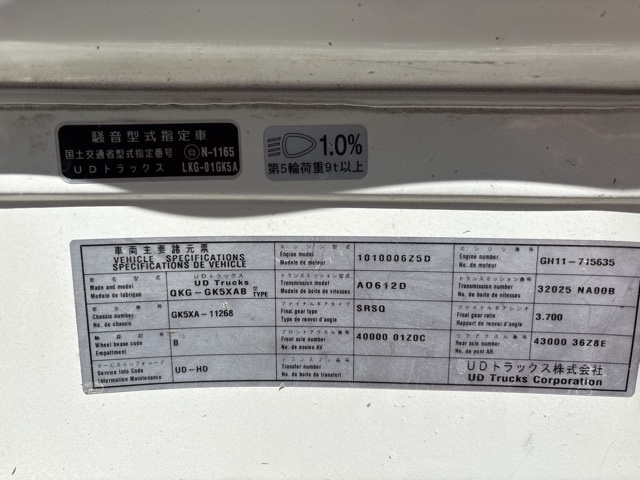 騒音型式指定車
国土交通省型式指定番号 N-1165
UDトラックス LKG-01GK5A
1.0%
第5輪荷重9t以上
車両主要諸元票
VEHICLE SPECIFICATIONS
SPECIFICATIONS DE VEHICLE
車名型式 UDトラックス
Made and model UD Trucks
Modele de fabrique QKG-GK5XAB 型 TYPE
Chassis number GK5XA-11268
No. de chassis
Wheel bease code B
Empattement
サービスインフォコード
Service Info Code UD-HD
Information Maintenance
エンジン型式
Engine model 1010006Z5D
Modele de moteur
トランスミッション型式
Transmission model AO612D
Modele de boite de vitesses
ファイナルギアタイプ
Final gear type SRSQ
Type de renvoi d'angle
フロントアクスル番号
Front axle number 40000 01Z0C
No. de essieu AV
トランスファ番号
Transfer number
No. de boite de transfert
エンジン番号
Engine number GH11-715635
No. de moteur
トランスミッション番号
Transmission number 32025 NA00B
No. de boite de vitesses
ファイナルギアレシオ
Final gear ratio 3.700
Rapport de renvoi d'angle
リアアクスル番号
Rear axle number 43000 36Z8E
No. de pont AR
UDトラックス株式会社
UD Trucks Corporation